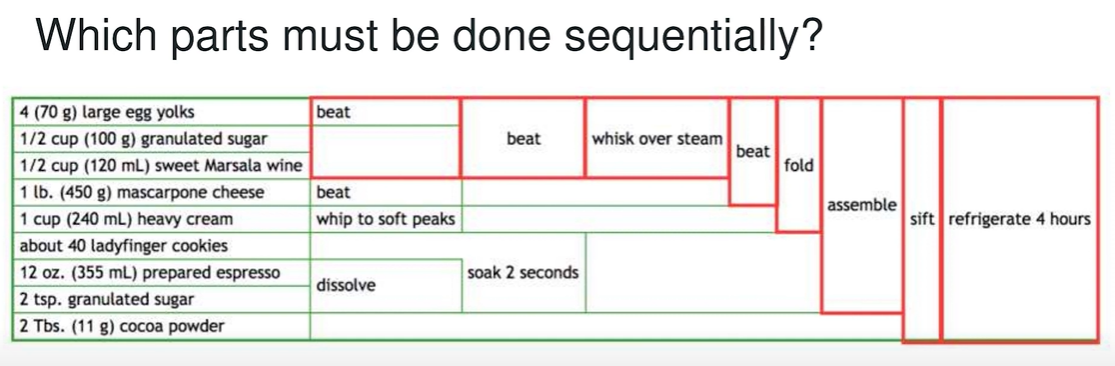 Which parts must be done sequentially?
4 (70 g) large egg yolks
beat
1/2 cup (100 g) granulated sugar
beat
whisk over steam
beat
1/2 cup (120 mL) sweet Marsala wine
fold
1 lb. (450 g) mascarpone cheese
beat
assemble
1 cup (240 mL) heavy cream
whip to soft peaks
sift
refrigerate 4 hours
about 40 ladyfinger cookies
12 oz. (355 mL) prepared espresso
dissolve
soak 2 seconds
2 tsp. granulated sugar
2 Tbs. (11 g) cocoa powder